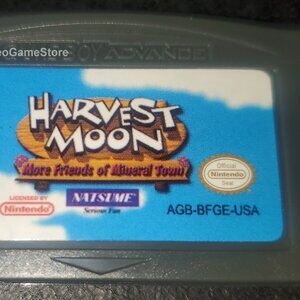 eoGameStore
GAME BOY ADVANCE
HARVEST
MOON
More Friends of Mineral Town
LICENSED BY
Nintendo
NATSUME
Serious Fun
Official
Nintendo
Seal
AGB-BFGE-USA